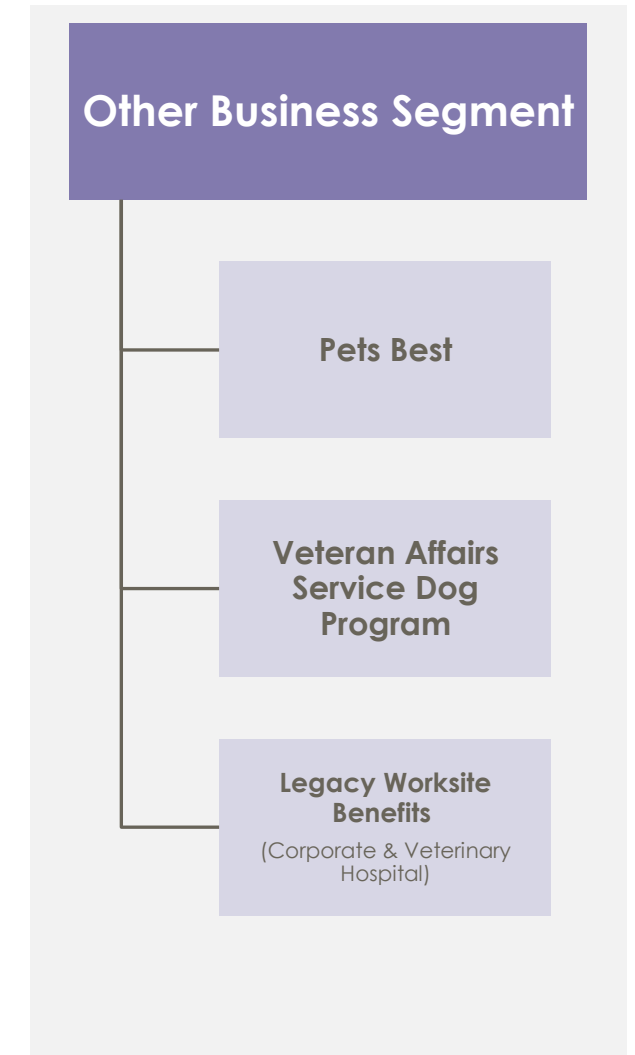 Other Business Segment
Pets Best
Veteran Affairs
Service Dog
Program
Legacy Worksite
Benefits
(Corporate & Veterinary
Hospital)